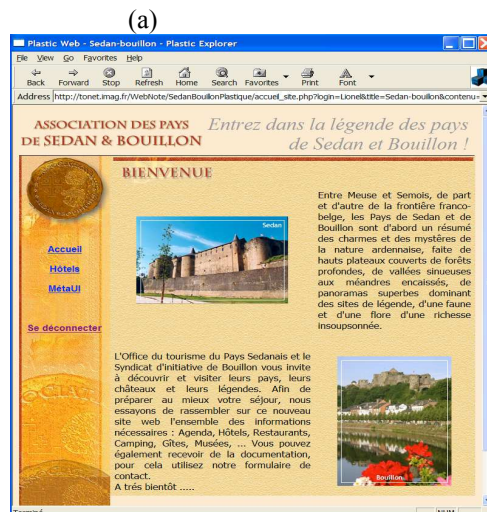 (a)
Plastic Web - Sedan-bouillon - Plastic Explorer
File View Go Favorites Help
Back Forward Stop Refresh Home Search Favorites Print Font
Address http://tonet.imag.fr/WebNote/SedanBouillonPlastique/accueil_site.php?login=Lionel&title=Sedan-bouillon&contenu=
ASSOCIATION DES PAYS
DE SEDAN & BOUILLON
Entrez dans la légende des pays
de Sedan et Bouillon !
BIENVENUE
Accueil
Hôtels
MétaUI
Se déconnecter
Sedan
Entre Meuse et Semois, de part
et d'autre de la frontière franco-
belge, les Pays de Sedan et de
Bouillon sont d'abord un résumé
des charmes et des mystères de
la nature ardennaise, faite de
hauts plateaux couverts de forêts
profondes, de vallées sinueuses
aux méandres encaissés, de
panoramas superbes dominant
des sites de légende, d'une faune
et d'une flore d'une richesse
insoupsonnée.
L'Office du tourisme du Pays Sedanais et le
Syndicat d'initiative de Bouillon vous invite
à découvrir et visiter leurs pays, leurs
châteaux et leurs légendes. Afin de
préparer au mieux votre séjour, nous
essayons de rassembler sur ce nouveau
site web l'ensemble des informations
nécessaires : Agenda, Hôtels, Restaurants,
Camping, Gîtes, Musées, ... Vous pouvez
également recevoir de la documentation,
pour cela utilisez notre formulaire de
contact.
A trés bientôt .....
Bouillon
Terminé
NUM